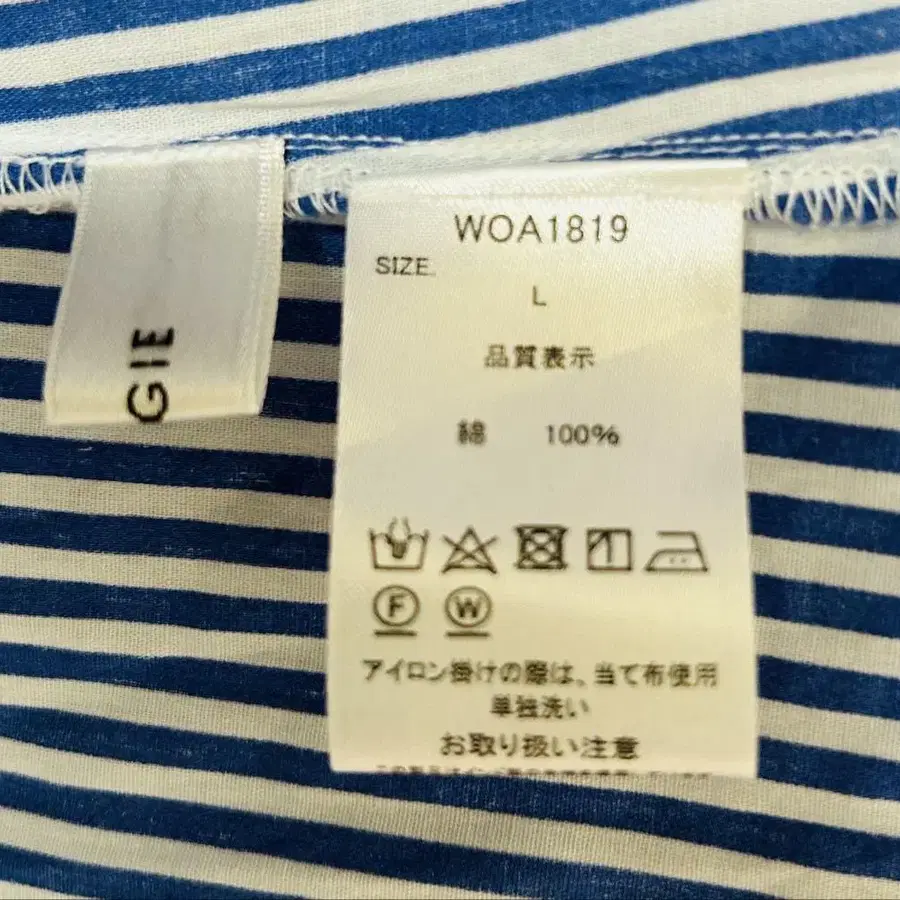 GIE
WOA1819
SIZE.
L
品質表示
綿 100%
F W
アイロン掛けの際は、当て布使用
単独洗い
お取り扱い注意